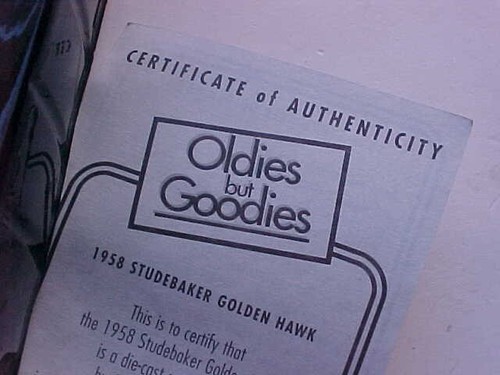 CERTIFICATE of AUTHENTICITY
Oldies
but
Goodies
1958 STUDEBAKER GOLDEN HAWK
This is to certify that
the 1958 Studebaker Golde
is a die-cast